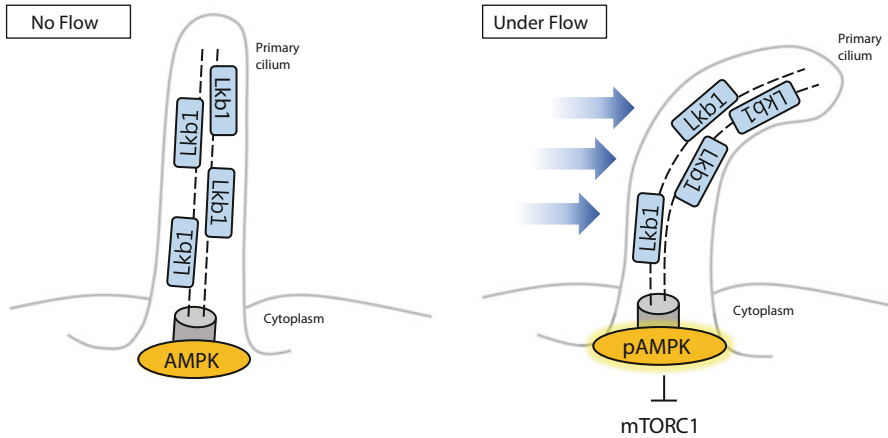 No Flow
Primary
cilium
Lkb1
Lkb1
Lkb1
Lkb1
Cytoplasm
AMPK
Under Flow
Primary
cilium
Lkb1
Lkb1
Lkb1
Lkb1
Cytoplasm
pAMPK
mTORC1